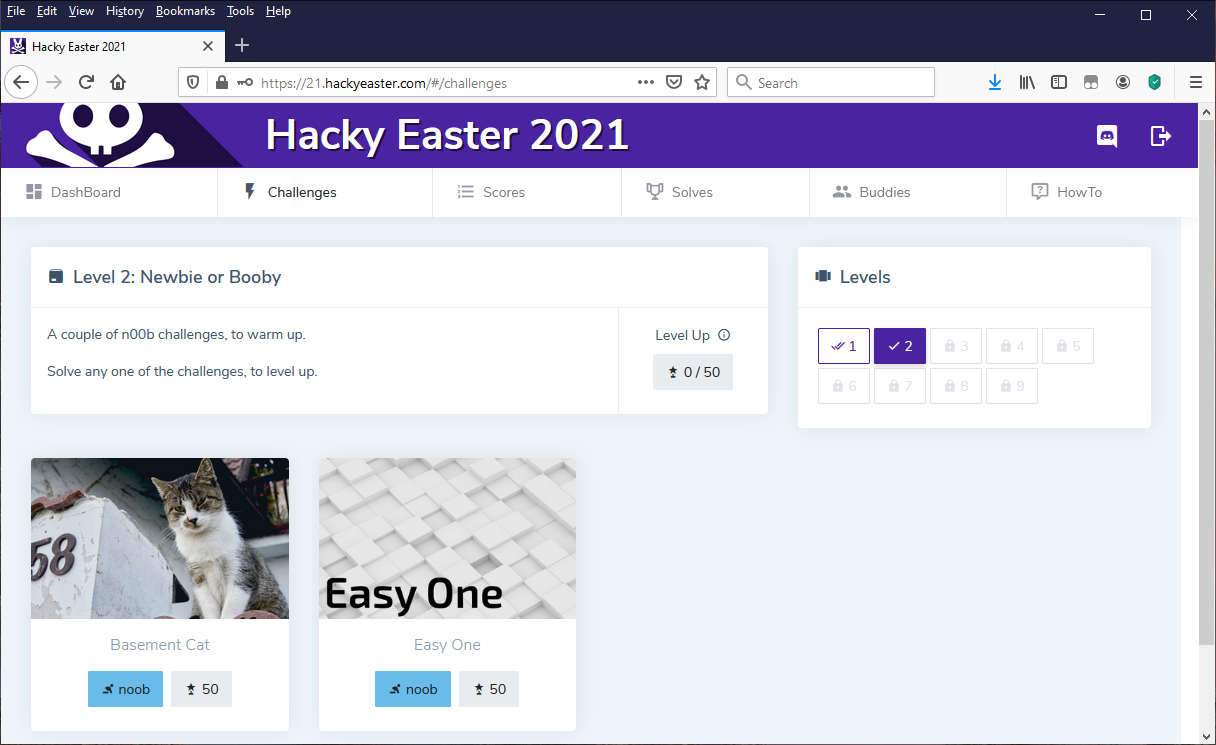 File Edit View History Bookmarks Tools Help
Hacky Easter 2021
https://21.hackyeaster.com/#/challenges
Search
Hacky Easter 2021
DashBoard Challenges Scores Solves Buddies HowTo
Level 2: Newbie or Booby
A couple of n00b challenges, to warm up.
Solve any one of the challenges, to level up.
Level Up
0 / 50
Levels
1 2 3 4 5
6 7 8 9
58
Easy One
Basement Cat
noob 50
Easy One
noob 50